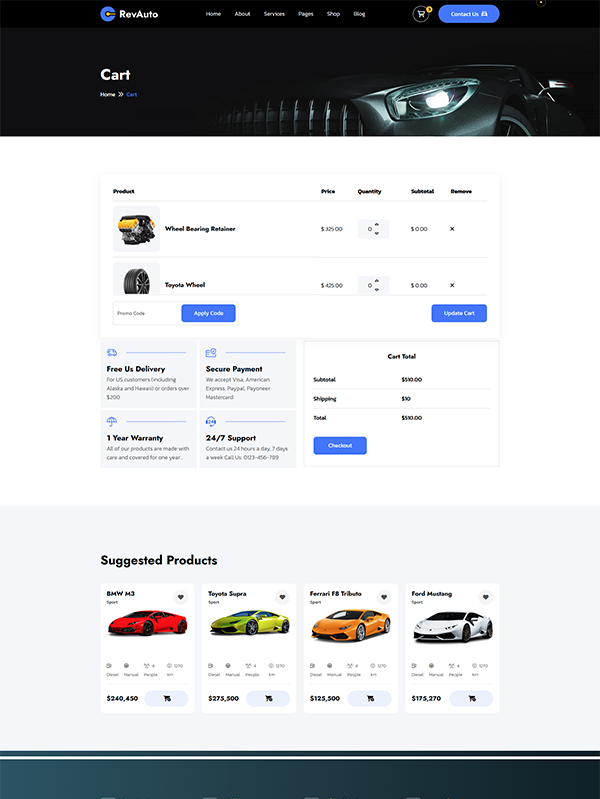 RevAuto
Home About Services Pages Shop Blog
3
Contact Us
Cart
Home Cart
Product Price Quantity Subtotal Remove
Wheel Bearing Retainer $ 325.00 0 $ 0.00
Toyota Wheel $ 425.00 0 $ 0.00
Promo Code Apply Code Update Cart
Free Us Delivery
For US customers (including
Alaska and Hawaii) or orders over
$200
Secure Payment
We accept Visa, American
Express, Paypal, Payoneer
Mastercard
1 Year Warranty
All of our products are made with
care and covered for one year.
24/7 Support
Contact us 24 hours a day, 7 days
a week Call Us: 0123-456-789
Cart Total
Subtotal $510.00
Shipping $10
Total $510.00
Checkout
Suggested Products
BMW M3
Sport
Diesel Manual 4 People 1270 km
$240,450
Toyota Supra
Sport
Diesel Manual 4 People 1270 km
$275,500
Ferrari F8 Tributo
Sport
Diesel Manual 4 People 1270 km
$125,500
Ford Mustang
Sport
Diesel Manual 4 People 1270 km
$175,270